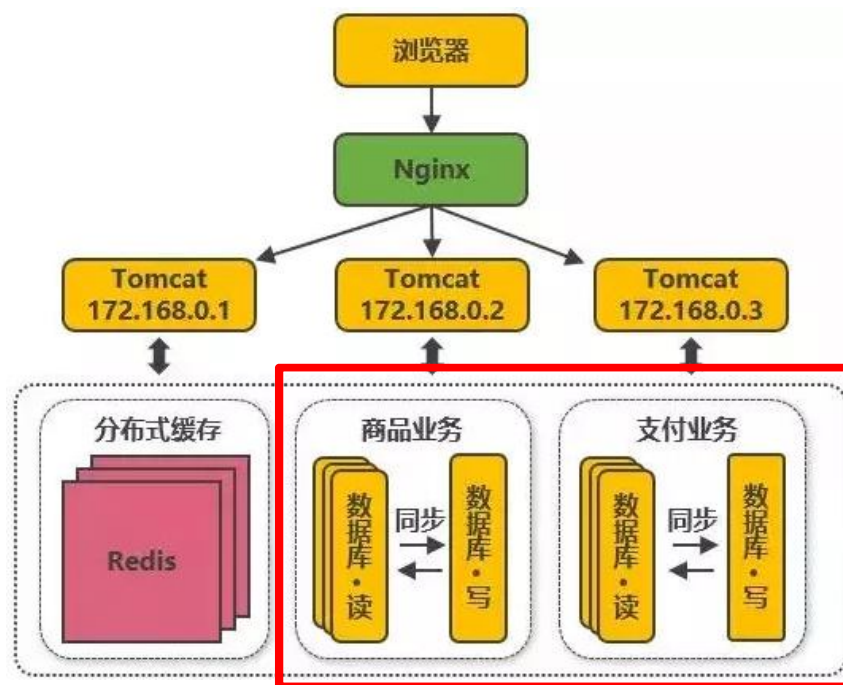 浏览器
Nginx
Tomcat
172.168.0.1
Tomcat
172.168.0.2
Tomcat
172.168.0.3
分布式缓存
Redis
商品业务
数据库·读
同步
数据库·写
支付业务
数据库·读
同步
数据库·写